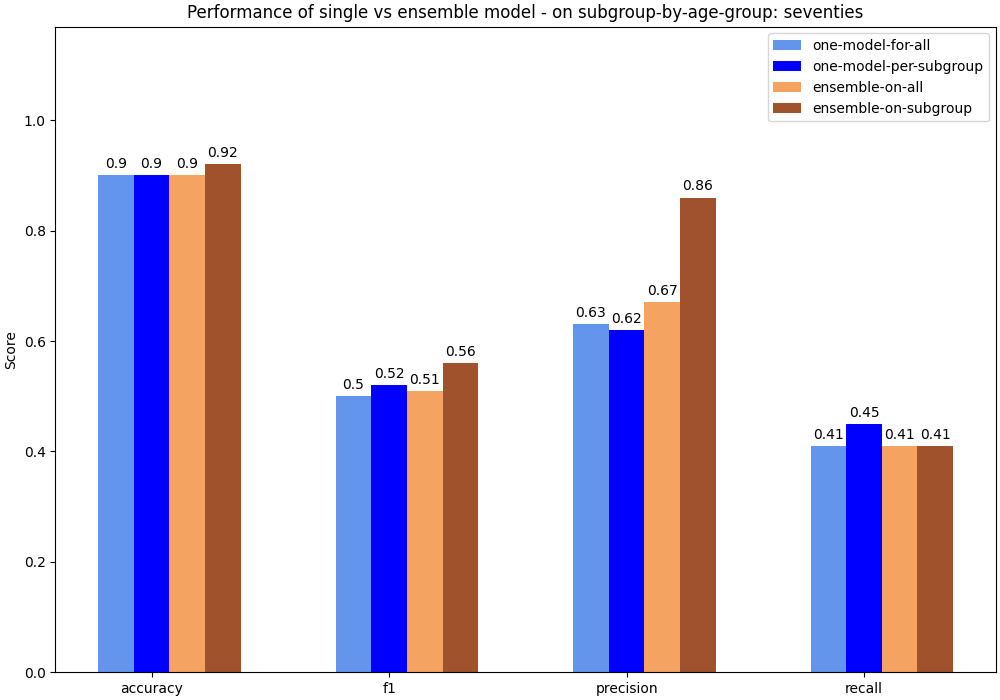 Performance of single vs ensemble model - on subgroup-by-age-group: seventies
one-model-for-all
one-model-per-subgroup
ensemble-on-all
ensemble-on-subgroup
Score
1.0
0.8
0.6
0.4
0.2
0.0
0.9 0.9 0.9 0.92
0.5 0.52 0.51 0.56
0.63 0.62 0.67 0.86
0.41 0.45 0.41 0.41
accuracy f1 precision recall